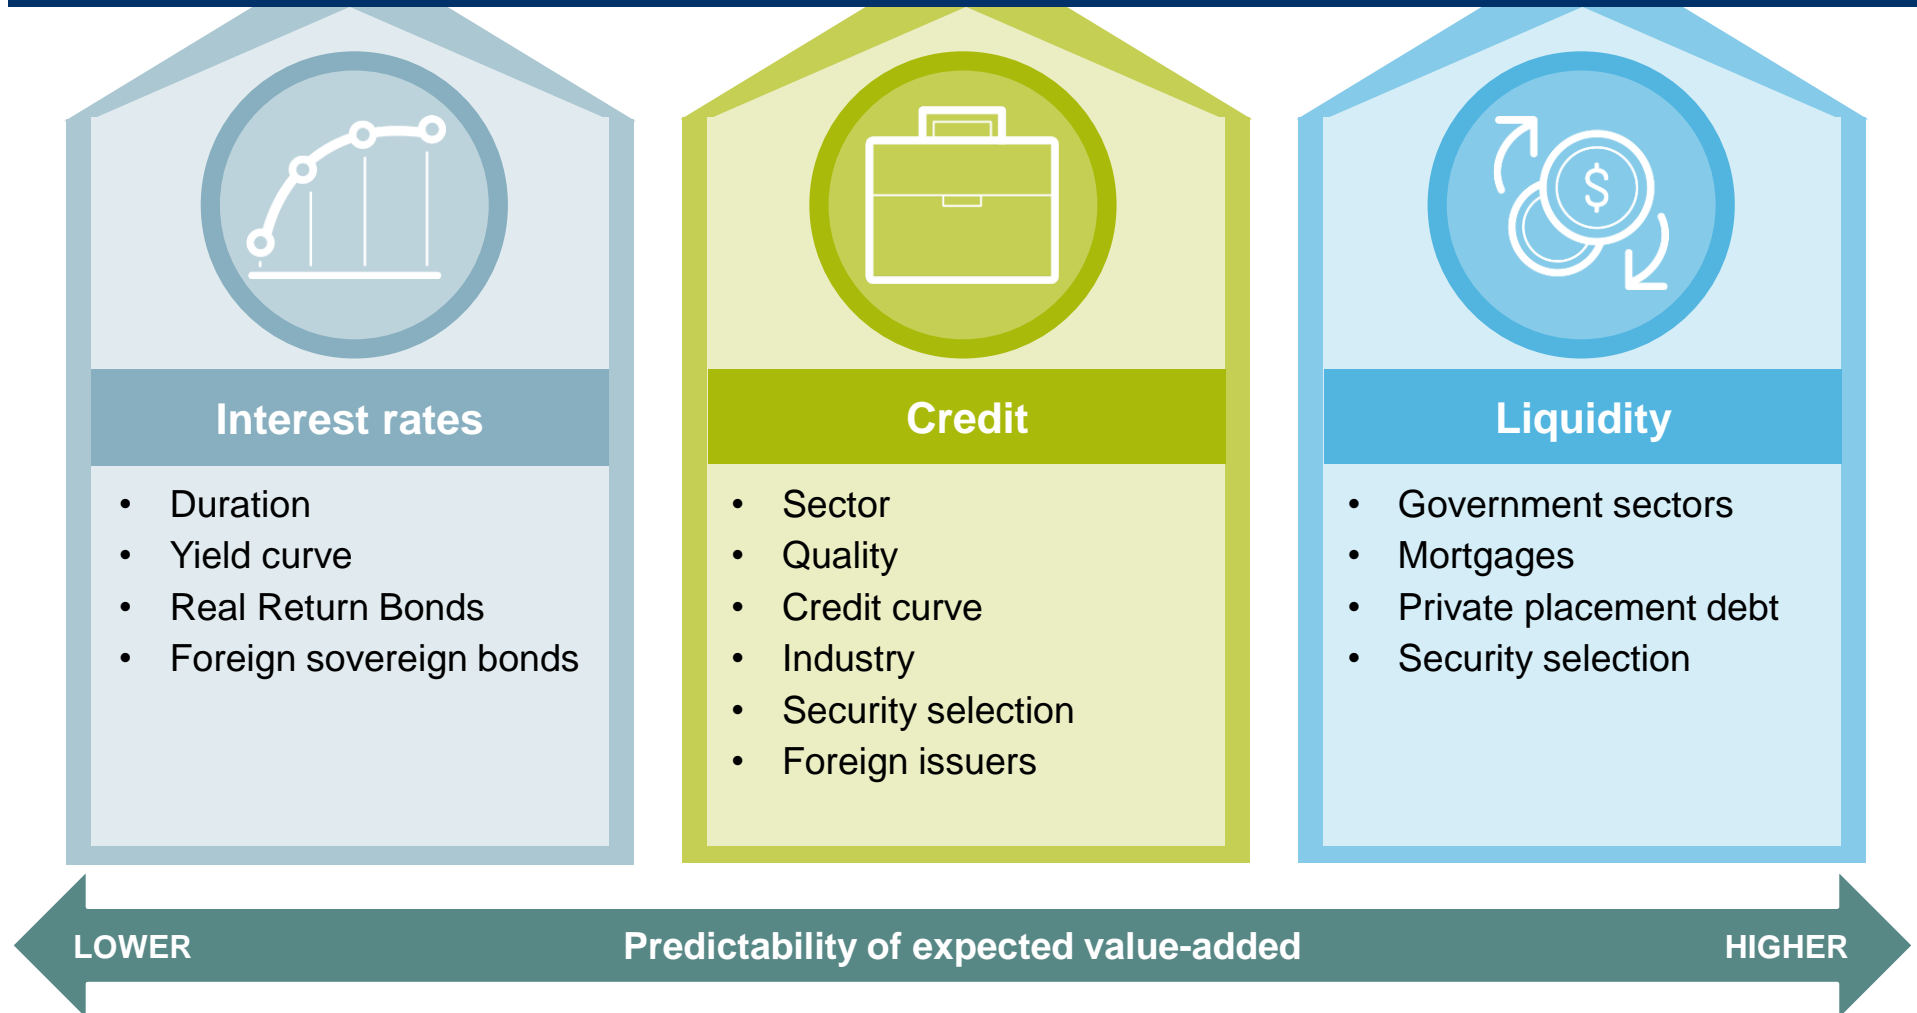 $
Interest rates
• Duration
• Yield curve
• Real Return Bonds
• Foreign sovereign bonds
Credit
• Sector
• Quality
• Credit curve
• Industry
• Security selection
• Foreign issuers
Liquidity
• Government sectors
• Mortgages
• Private placement debt
• Security selection
LOWER
Predictability of expected value-added
HIGHER